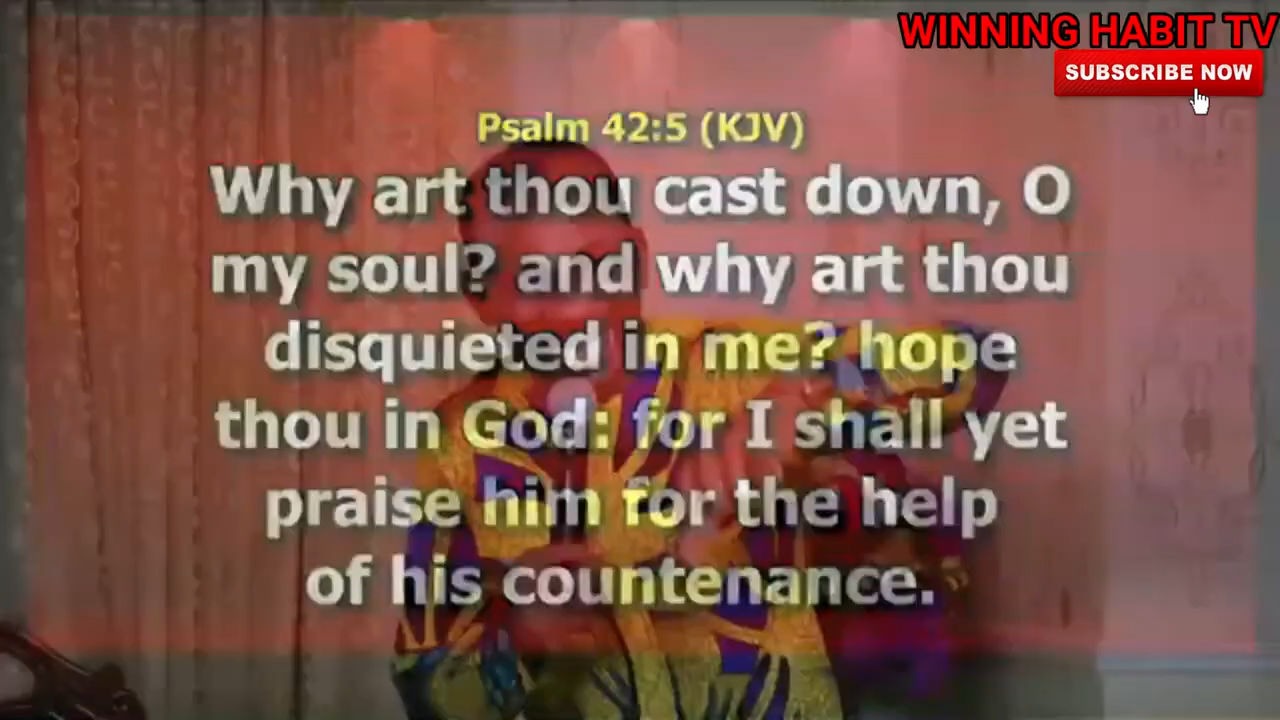 WINNING HABIT TV
SUBSCRIBE NOW
Psalm 42:5 (KJV)
Why art thou cast down, O
my soul? and why art thou
disquieted in me? hope
thou in God: for I shall yet
praise him for the help
of his countenance.